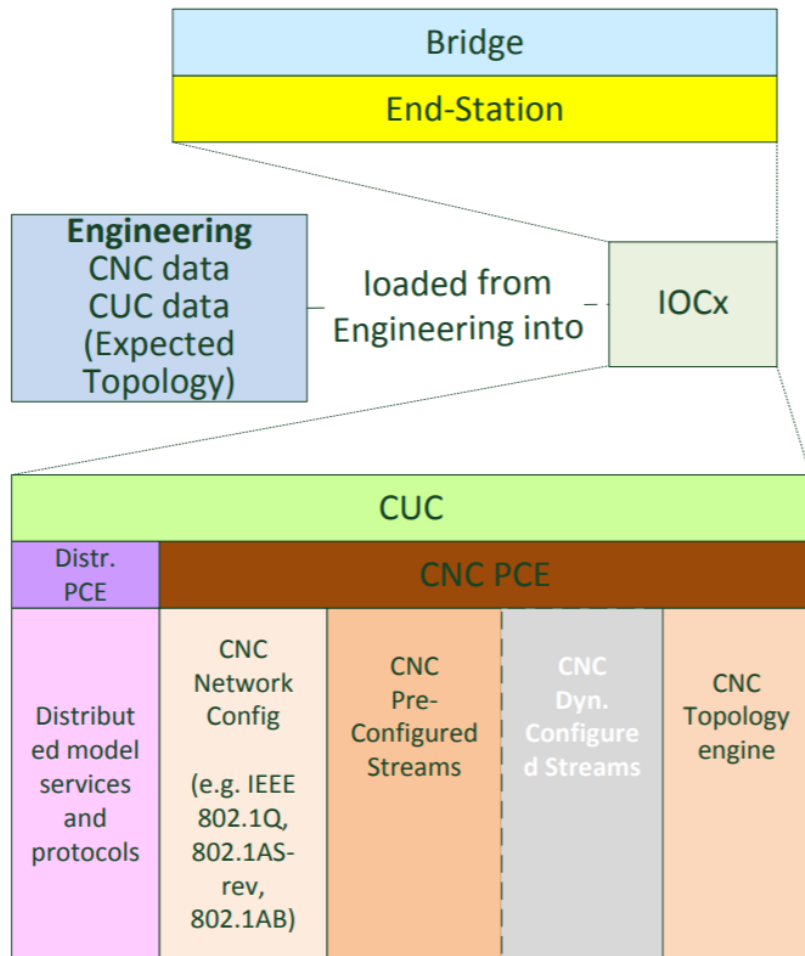 Bridge
End-Station
Engineering
CNC data
CUC data
(Expected
Topology)
loaded from
Engineering into
IOCx
CUC
Distr.
PCE
CNC PCE
Distribut
ed model
services
and
protocols
CNC
Network
Config
(e.g. IEEE
802.1Q,
802.1AS-
rev,
802.1AB)
CNC
Pre-
Configured
Streams
CNC
Dyn.
Configure
d Streams
CNC
Topology
engine